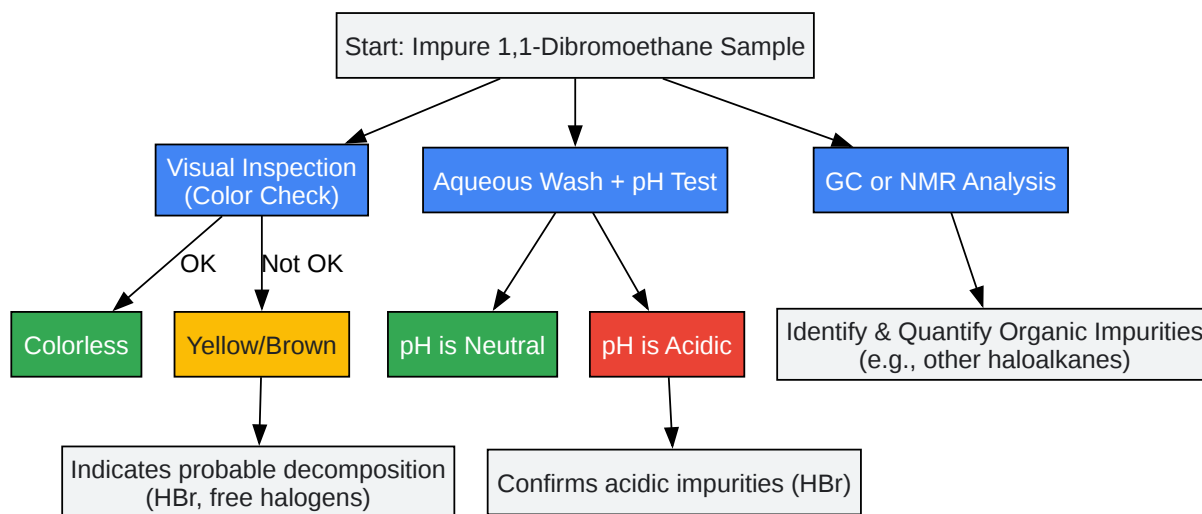 Start: Impure 1,1-Dibromoethane Sample
Visual Inspection
(Color Check)
Aqueous Wash + pH Test
GC or NMR Analysis
OK
Not OK
Colorless
Yellow/Brown
pH is Neutral
pH is Acidic
Identify & Quantify Organic Impurities
(e.g., other haloalkanes)
Indicates probable decomposition
(HBr, free halogens)
Confirms acidic impurities (HBr)